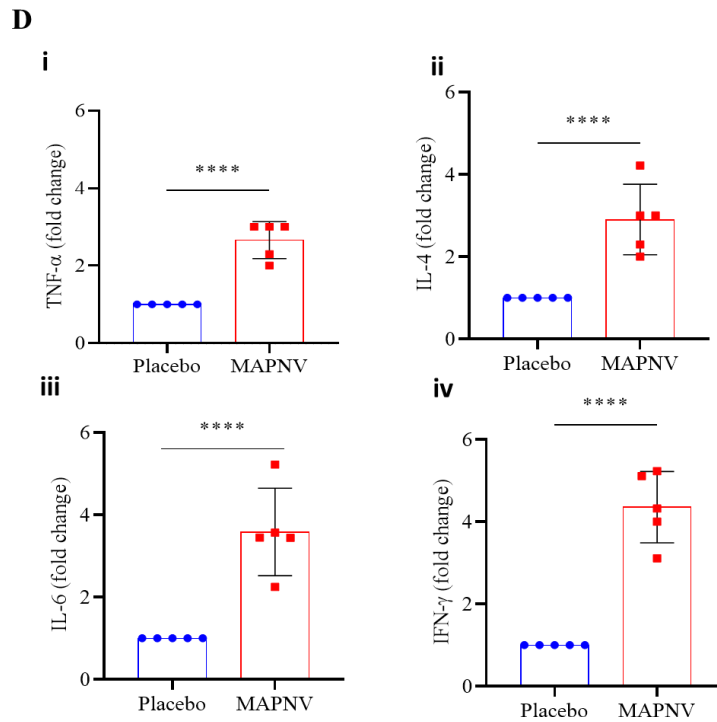 D
i
TNF-α (fold change)
6
4
2
0
****
Placebo
MAPNV
ii
IL-4 (fold change)
6
4
2
0
****
Placebo
MAPNV
iii
IL-6 (fold change)
6
4
2
0
****
Placebo
MAPNV
iv
IFN-γ (fold change)
6
4
2
0
****
Placebo
MAPNV